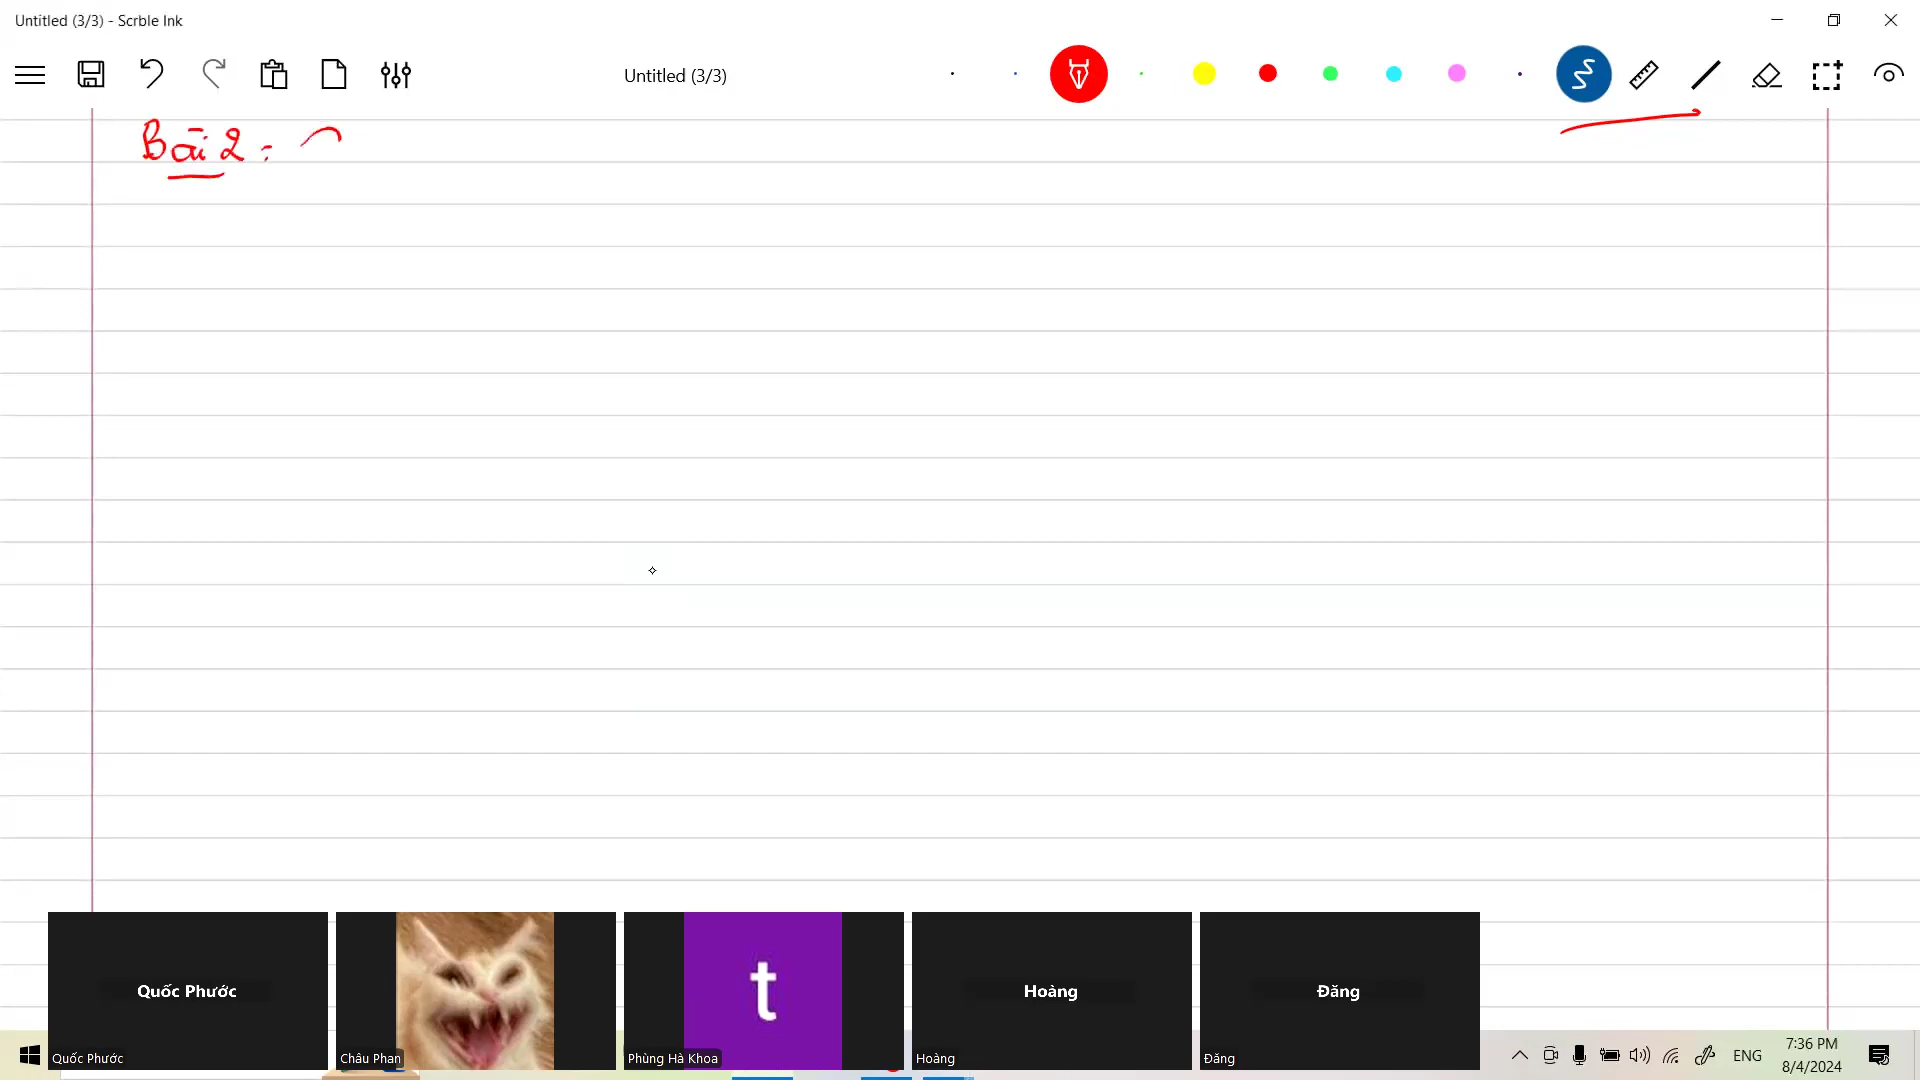 Untitled (3/3) - Scrble Ink
Untitled (3/3)
Bài 2 :
Quốc Phước
t
Hoàng
Đăng
Quốc Phước
Châu Phan
Phùng Hà Khoa
Hoàng
Đăng
ENG
7:36 PM
8/4/2024